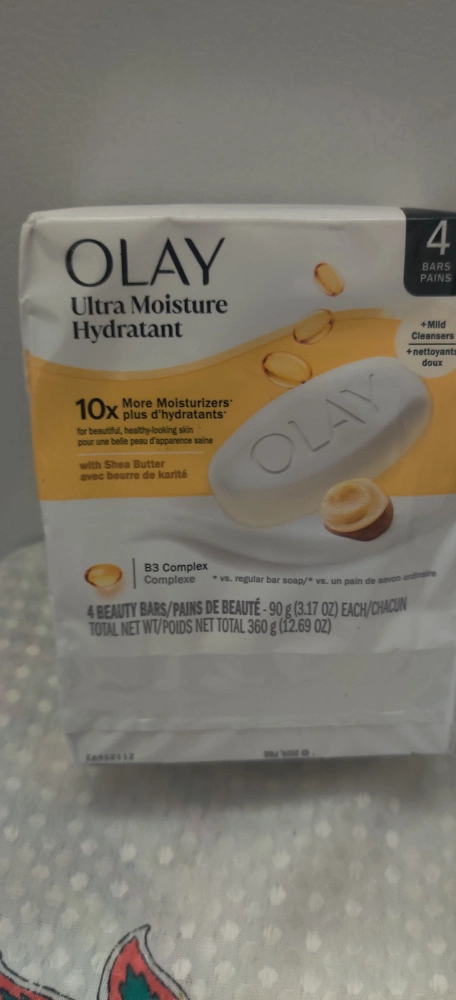 OLAY
Ultra Moisture
Hydratant
4
BARS
PAINS
+Mild
Cleansers
+nettoyants
doux
10x More Moisturizers*
plus d'hydratants*
for beautiful, healthy-looking skin
pour une belle peau d'apparence saine
with Shea Butter
avec beurre de karité
OLAY
B3 Complex
Complexe
* vs. regular bar soap/* vs. un pain de savon ordinaire
4 BEAUTY BARS/PAINS DE BEAUTÉ - 90 g (3.17 OZ) EACH/CHACUN
TOTAL NET WT/POIDS NET TOTAL 360 g (12.69 OZ)